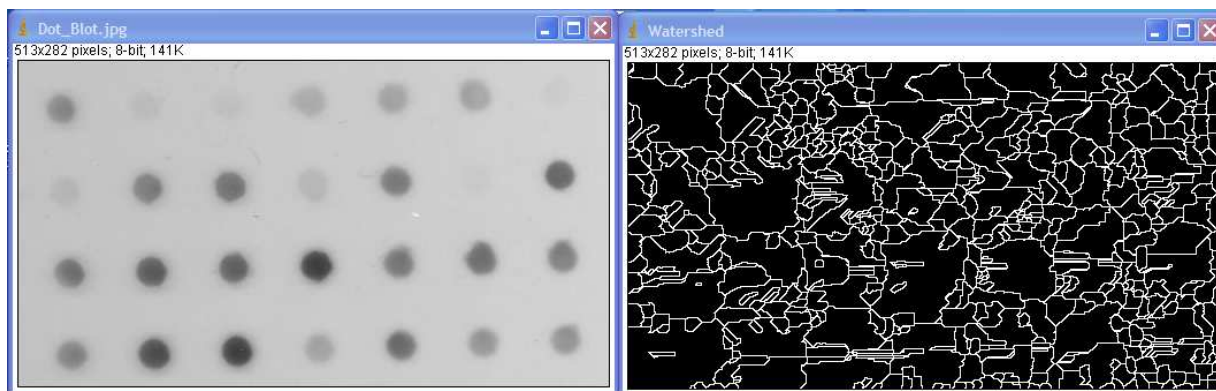 Dot_Blot.jpg
513x282 pixels; 8-bit; 141K
Watershed
513x282 pixels; 8-bit; 141K